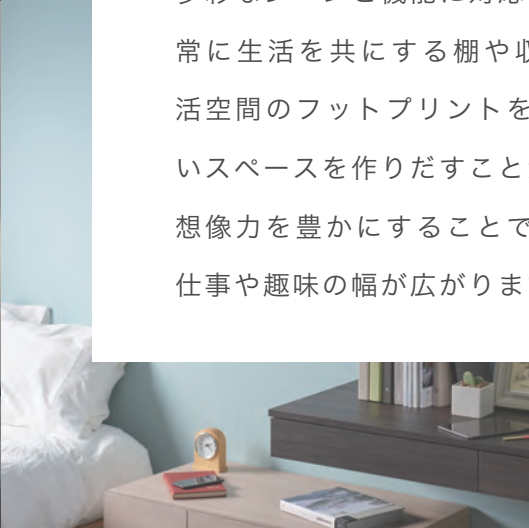 常に生活を共にする棚や
活空間のフットプリントを
いスペースを作りだすこと
想像力を豊かにすることで
仕事や趣味の幅が広がりま